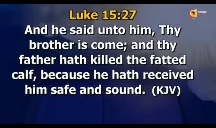 Luke 15:27
And he said unto him, Thy
brother is come; and thy
father hath killed the fatted
calf, because he hath received
him safe and sound. (KJV)